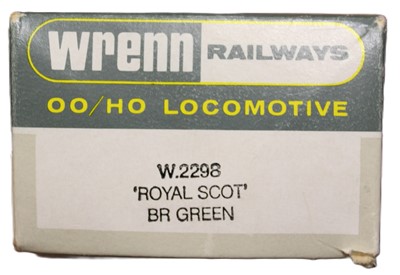 wrenn RAILWAYS
OO/HO LOCOMOTIVE
W.2298
'ROYAL SCOT'
BR GREEN